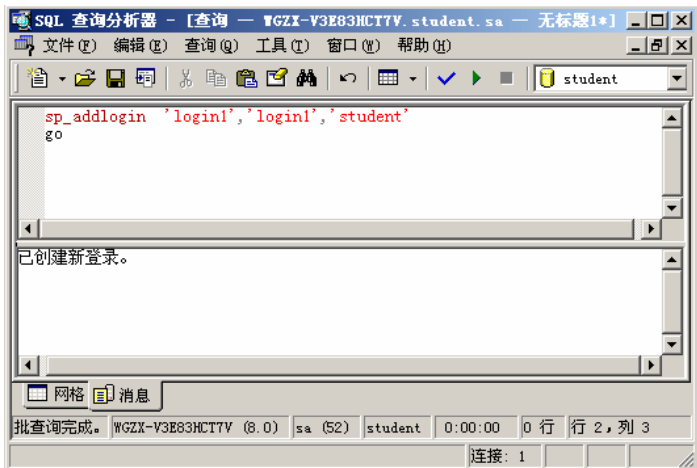 SQL 查询分析器 - [查询 — WGZX-V3E83HCT7V.student.sa — 无标题1*]
文件(F) 编辑(E) 查询(Q) 工具(T) 窗口(W) 帮助(H)
student
sp_addlogin 'login1','login1','student'
go
已创建新登录。
网格 消息
批查询完成。 WGZX-V3E83HCT7V (8.0) sa (52) student 0:00:00 0 行 行 2，列 3
连接: 1